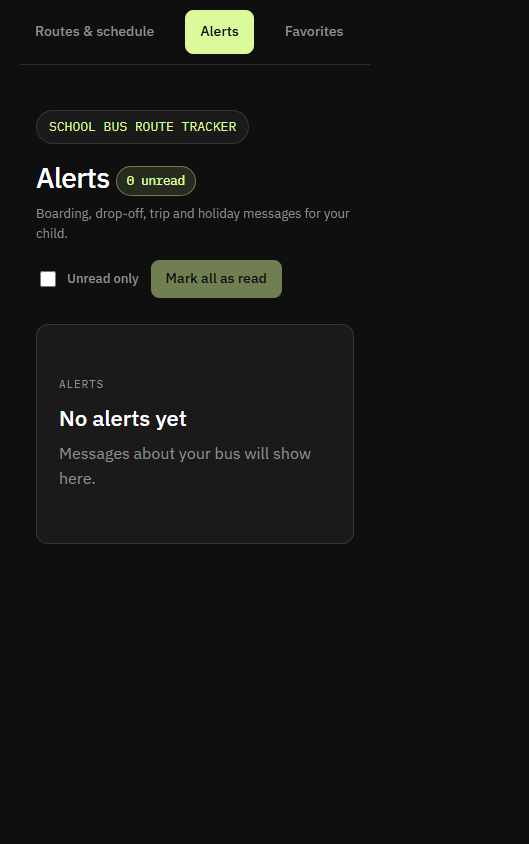 Routes & schedule
Alerts
Favorites
SCHOOL BUS ROUTE TRACKER
Alerts 0 unread
Boarding, drop-off, trip and holiday messages for your
child.
Unread only
Mark all as read
ALERTS
No alerts yet
Messages about your bus will show
here.